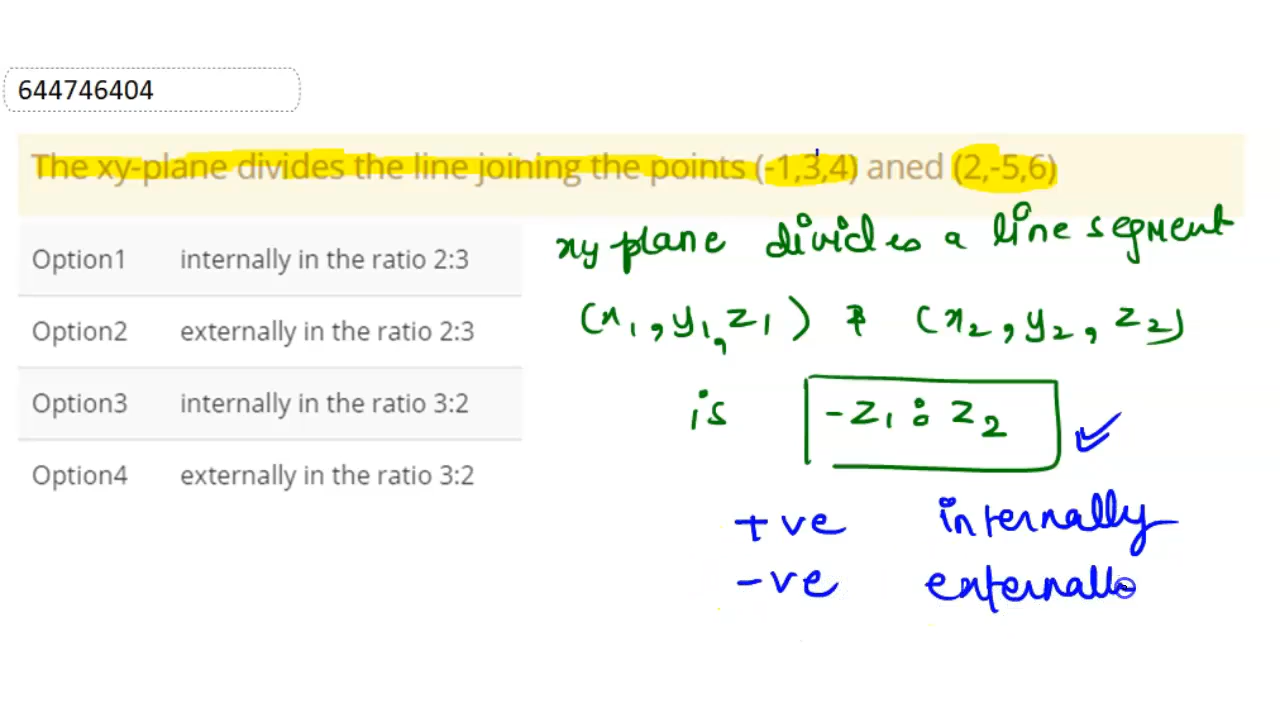 644746404
The xy-plane divides the line joining the points (-1,3,4) aned (2,-5,6)
Option1 internally in the ratio 2:3
Option2 externally in the ratio 2:3
Option3 internally in the ratio 3:2
Option4 externally in the ratio 3:2
xy plane divides a line segment
(x₁, y₁, z₁) & (x₂, y₂, z₂)
is -z₁ : z₂
+ve internally
-ve externall